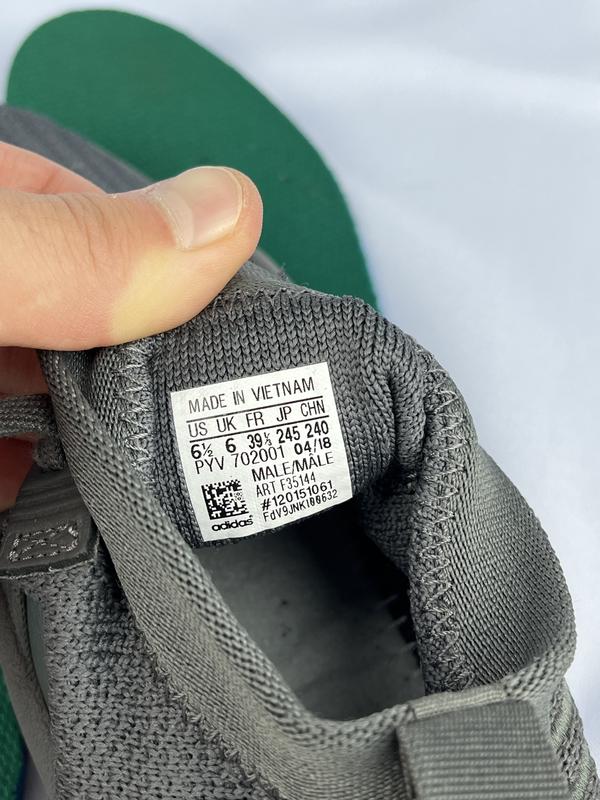 MADE IN VIETNAM
US UK FR JP CHN
6½ 6 39⅓ 245 240
PYV 702001 04/18
MALE/MÂLE
ART F35144
#120151061
FdV9JNK100632
adidas